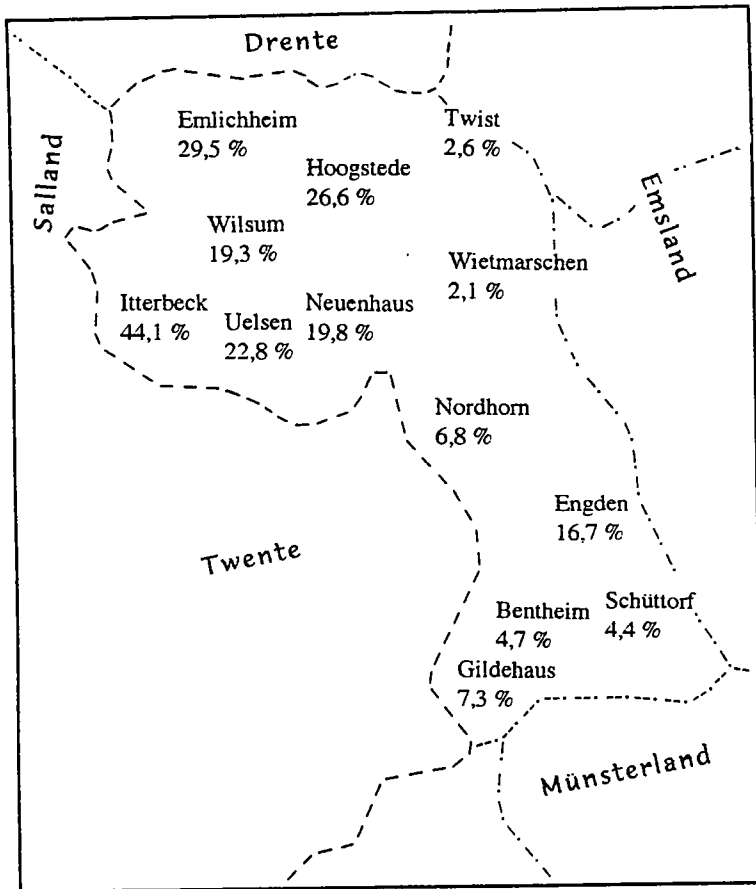 Drente
Emlichheim
29,5 %
Twist
2,6 %
Hoogstede
26,6 %
Salland
Emsland
Wilsum
19,3 %
Wietmarschen
2,1 %
Itterbeck
44,1 %
Uelsen
22,8 %
Neuenhaus
19,8 %
Nordhorn
6,8 %
Engden
16,7 %
Twente
Bentheim
4,7 %
Schüttorf
4,4 %
Gildehaus
7,3 %
Münsterland